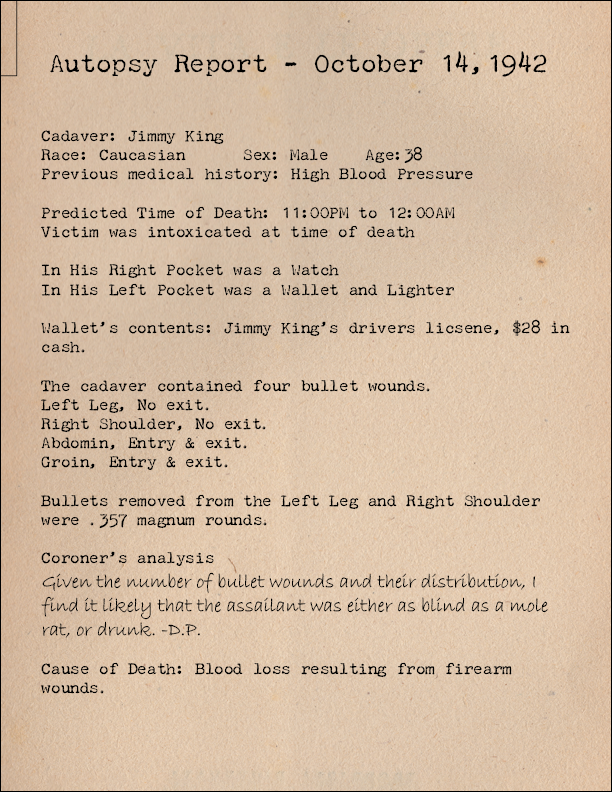 Autopsy Report - October 14, 1942
Cadaver: Jimmy King
Race: Caucasian Sex: Male Age: 38
Previous medical history: High Blood Pressure
Predicted Time of Death: 11:00PM to 12:00AM
Victim was intoxicated at time of death
In His Right Pocket was a Watch
In His Left Pocket was a Wallet and Lighter
Wallet's contents: Jimmy King's drivers licsene, $28 in
cash.
The cadaver contained four bullet wounds.
Left Leg, No exit.
Right Shoulder, No exit.
Abdomin, Entry & exit.
Groin, Entry & exit.
Bullets removed from the Left Leg and Right Shoulder
were .357 magnum rounds.
Coroner's analysis
Given the number of bullet wounds and their distribution, I
find it likely that the assailant was either as blind as a mole
rat, or drunk. -D.P.
Cause of Death: Blood loss resulting from firearm
wounds.